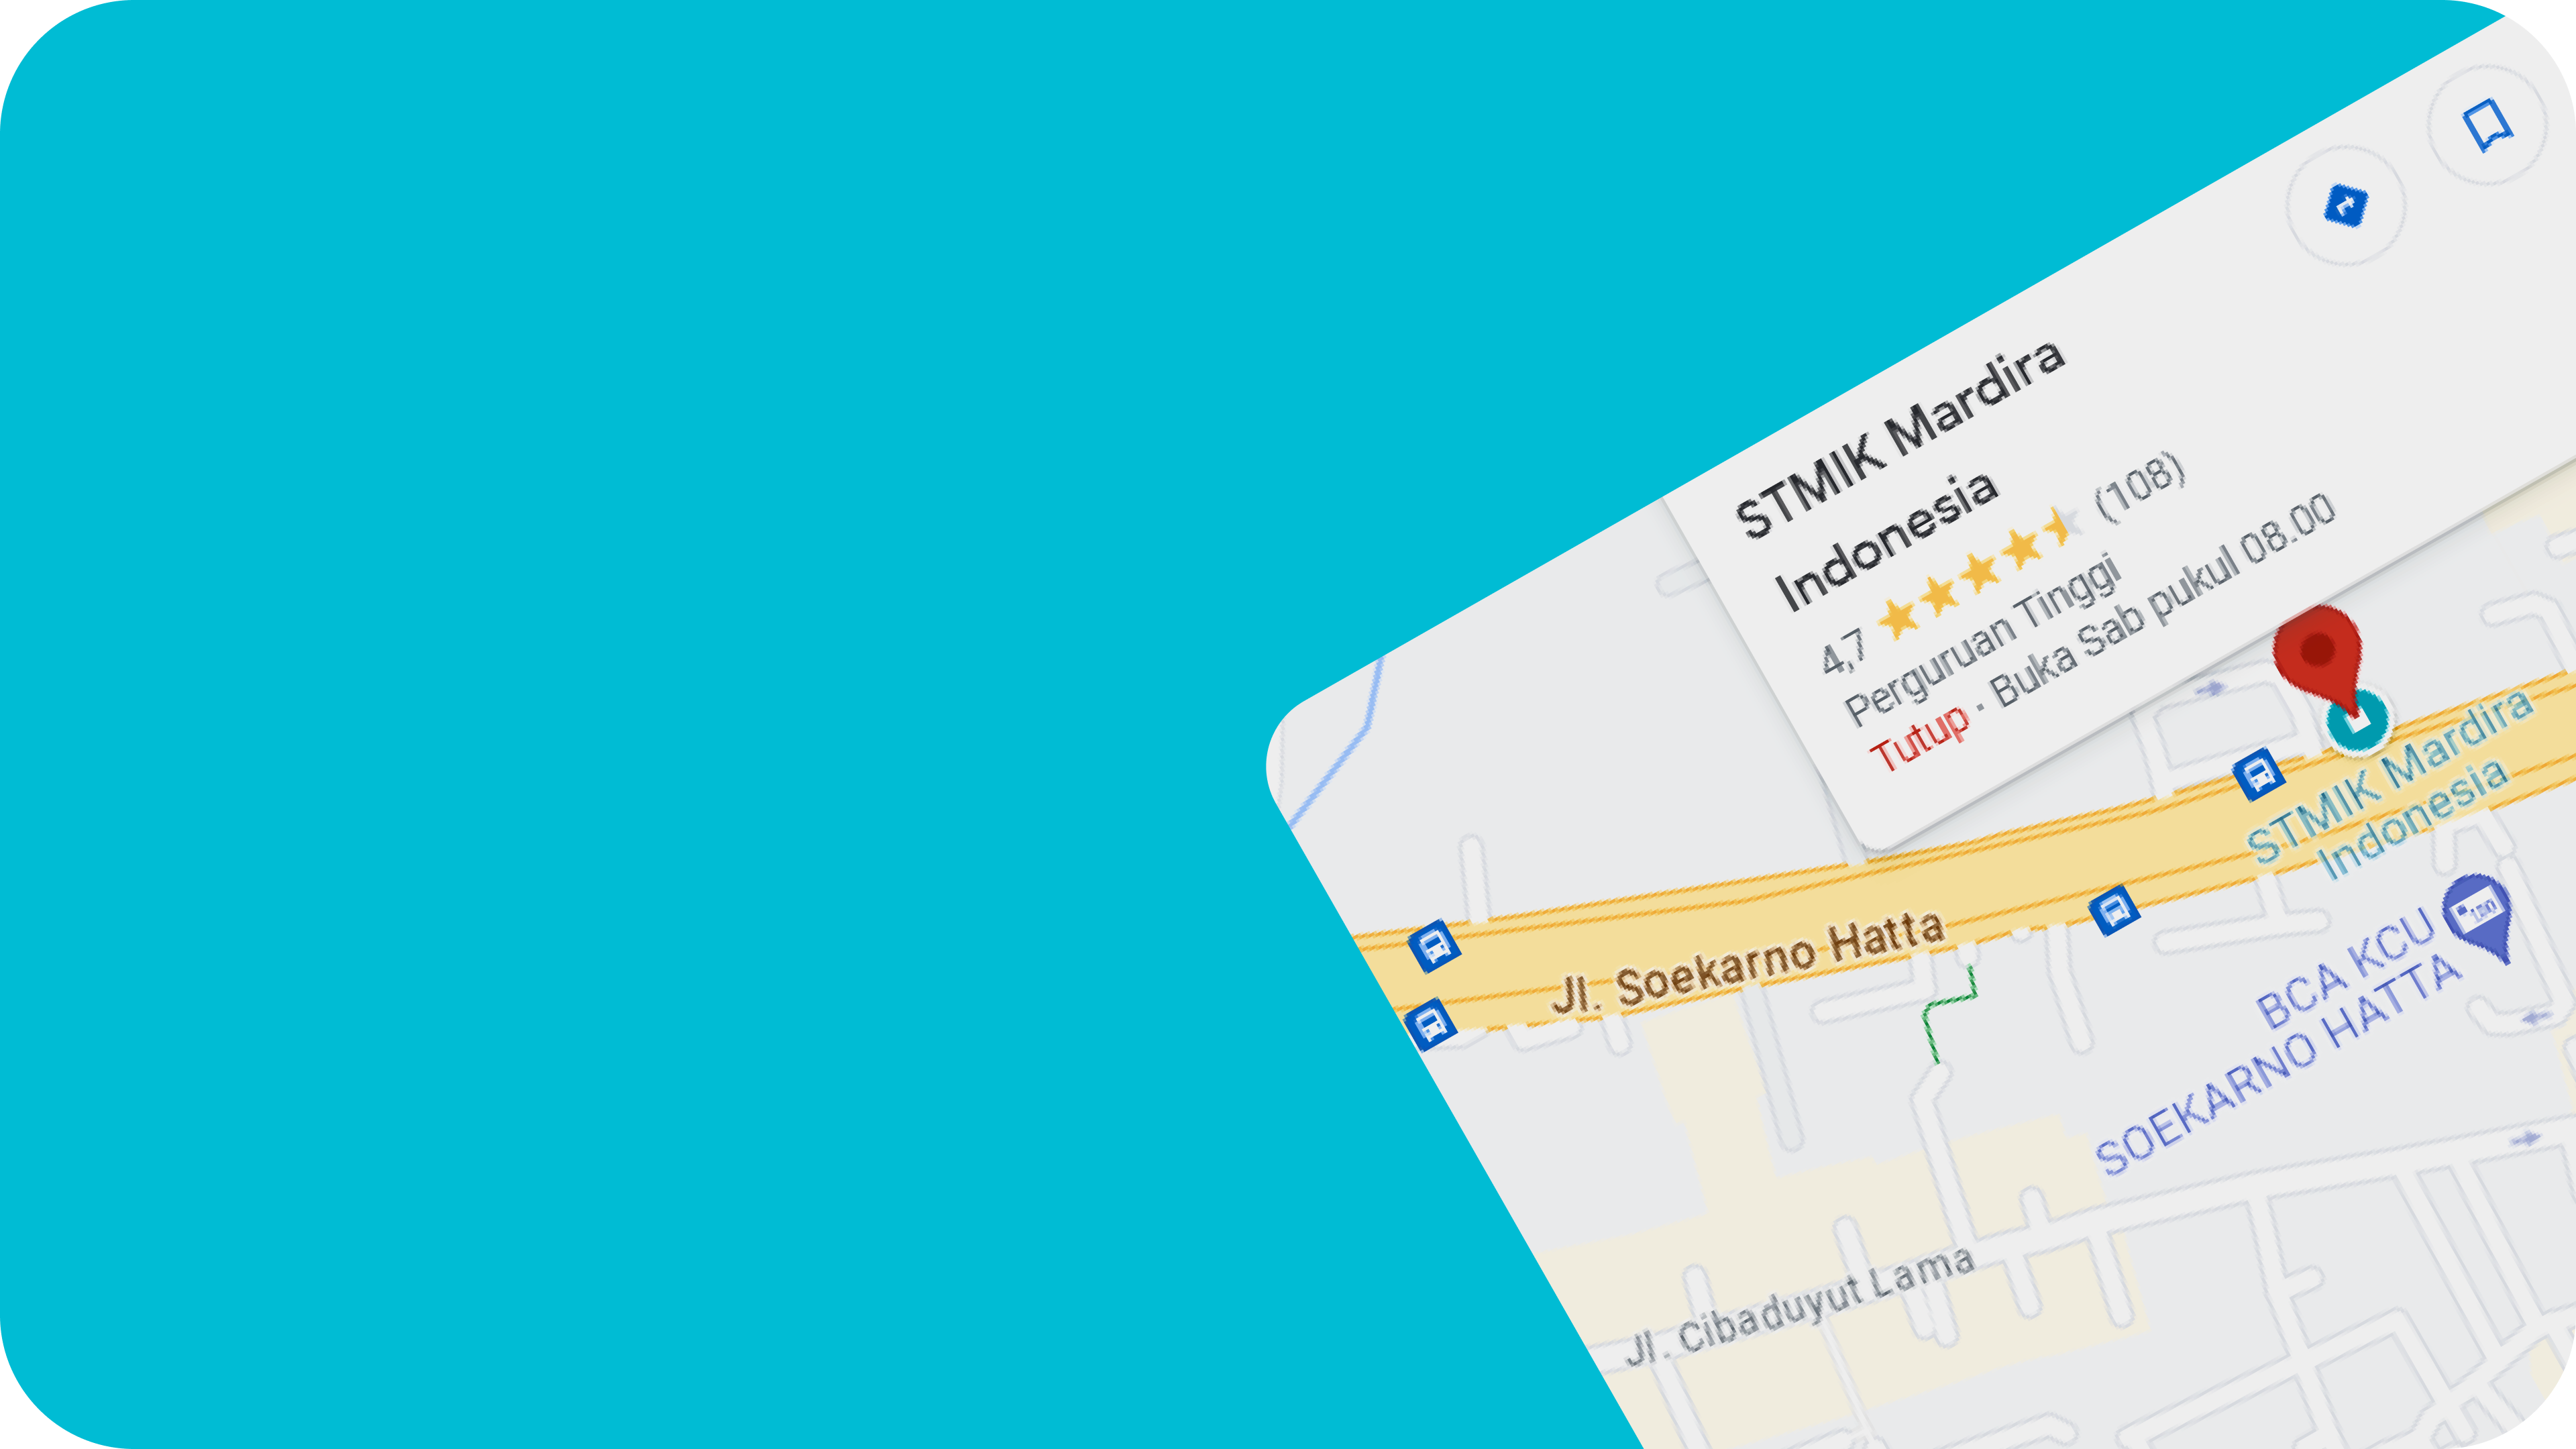 STMIK Mardira
Indonesia
4,7 (108)
Perguruan Tinggi
Tutup · Buka Sab pukul 08.00
STMIK Mardira
Indonesia
Jl. Soekarno Hatta
BCA KCU
SOEKARNO HATTA
Jl. Cibaduyut Lama